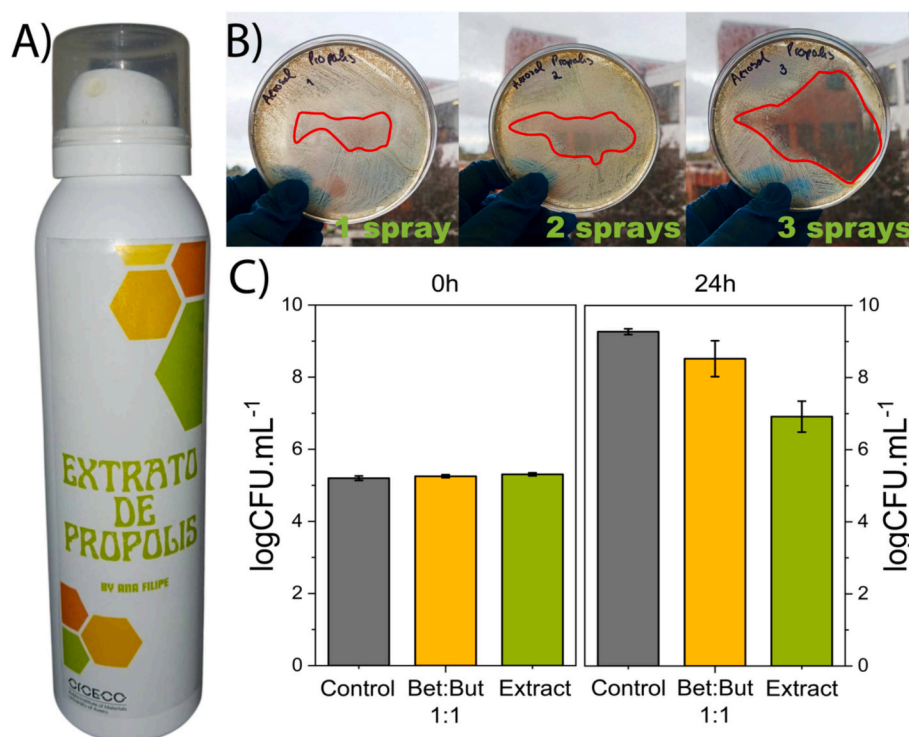 A)
EXTRATO
DE
PROPOLIS
BY ANA FILIPE
CICECO
B)
Aerosol Propolis
1
1 spray
Aerosol Propolis
2
2 sprays
Aerosol Propolis
3
3 sprays
C)
0h
24h
10
8
6
4
2
0
logCFU.mL⁻¹
Control
Bet:But
1:1
Extract
Control
Bet:But
1:1
Extract
10
8
6
4
2
0
logCFU.mL⁻¹